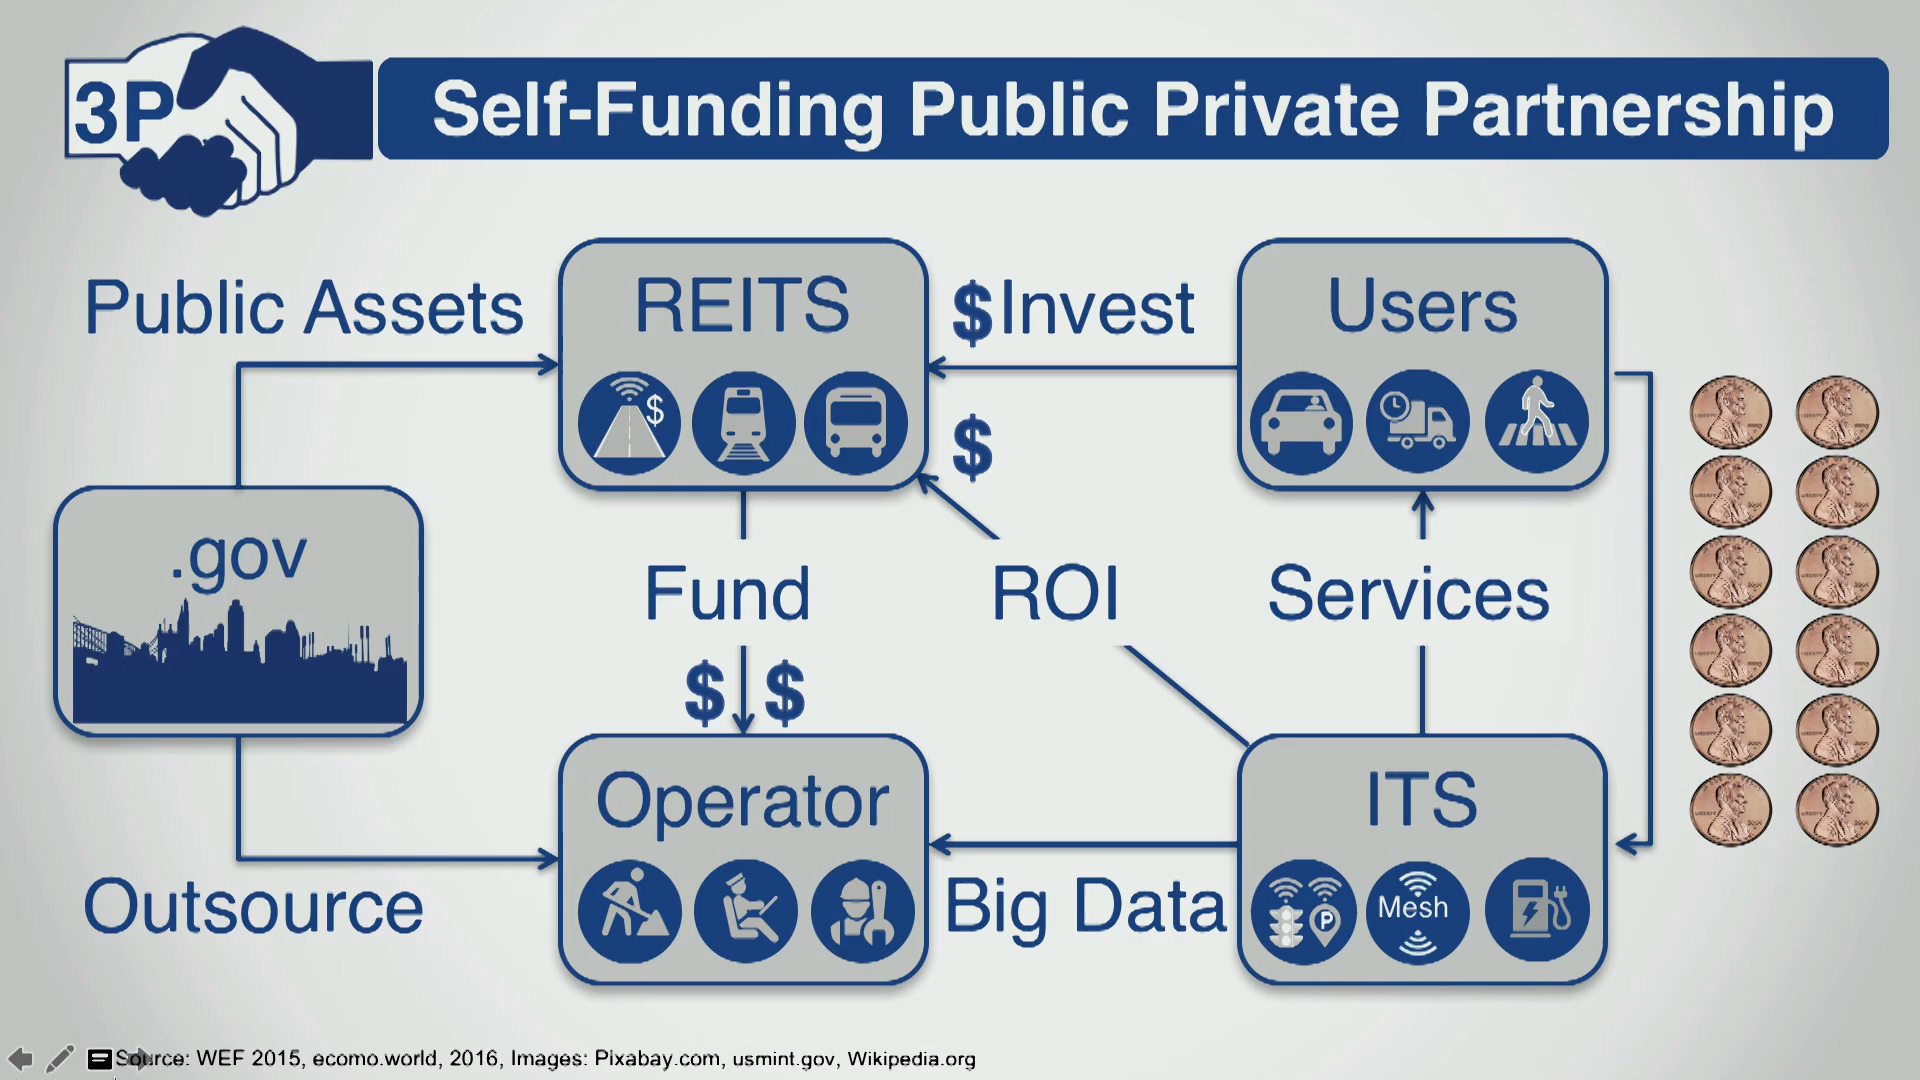 3P
Self-Funding Public Private Partnership
Public Assets
REITS
$Invest
Users
$
$
.gov
Fund
ROI
Services
$ $
Operator
ITS
Outsource
Big Data
P
Mesh
Source: WEF 2015, ecomo.world, 2016, Images: Pixabay.com, usmint.gov, Wikipedia.org